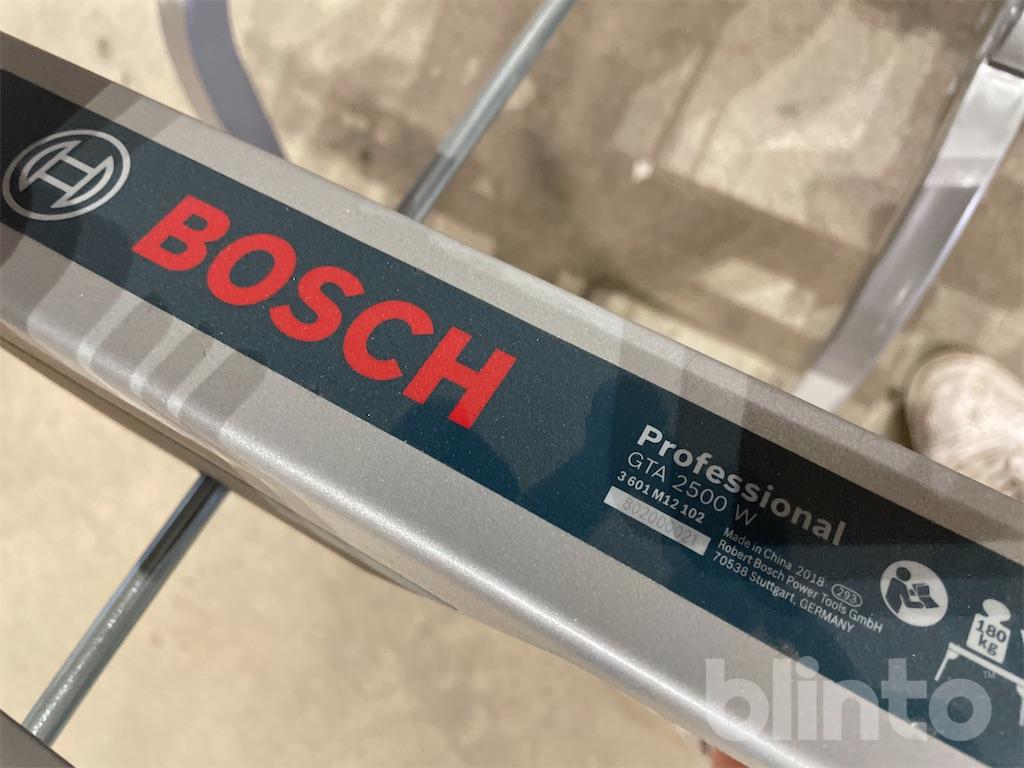 BOSCH
Professional
GTA 2500 W
3 601 M12 102
802000021
Made in China 2018 293
Robert Bosch Power Tools GmbH
70538 Stuttgart, GERMANY
180
kg
blinto™